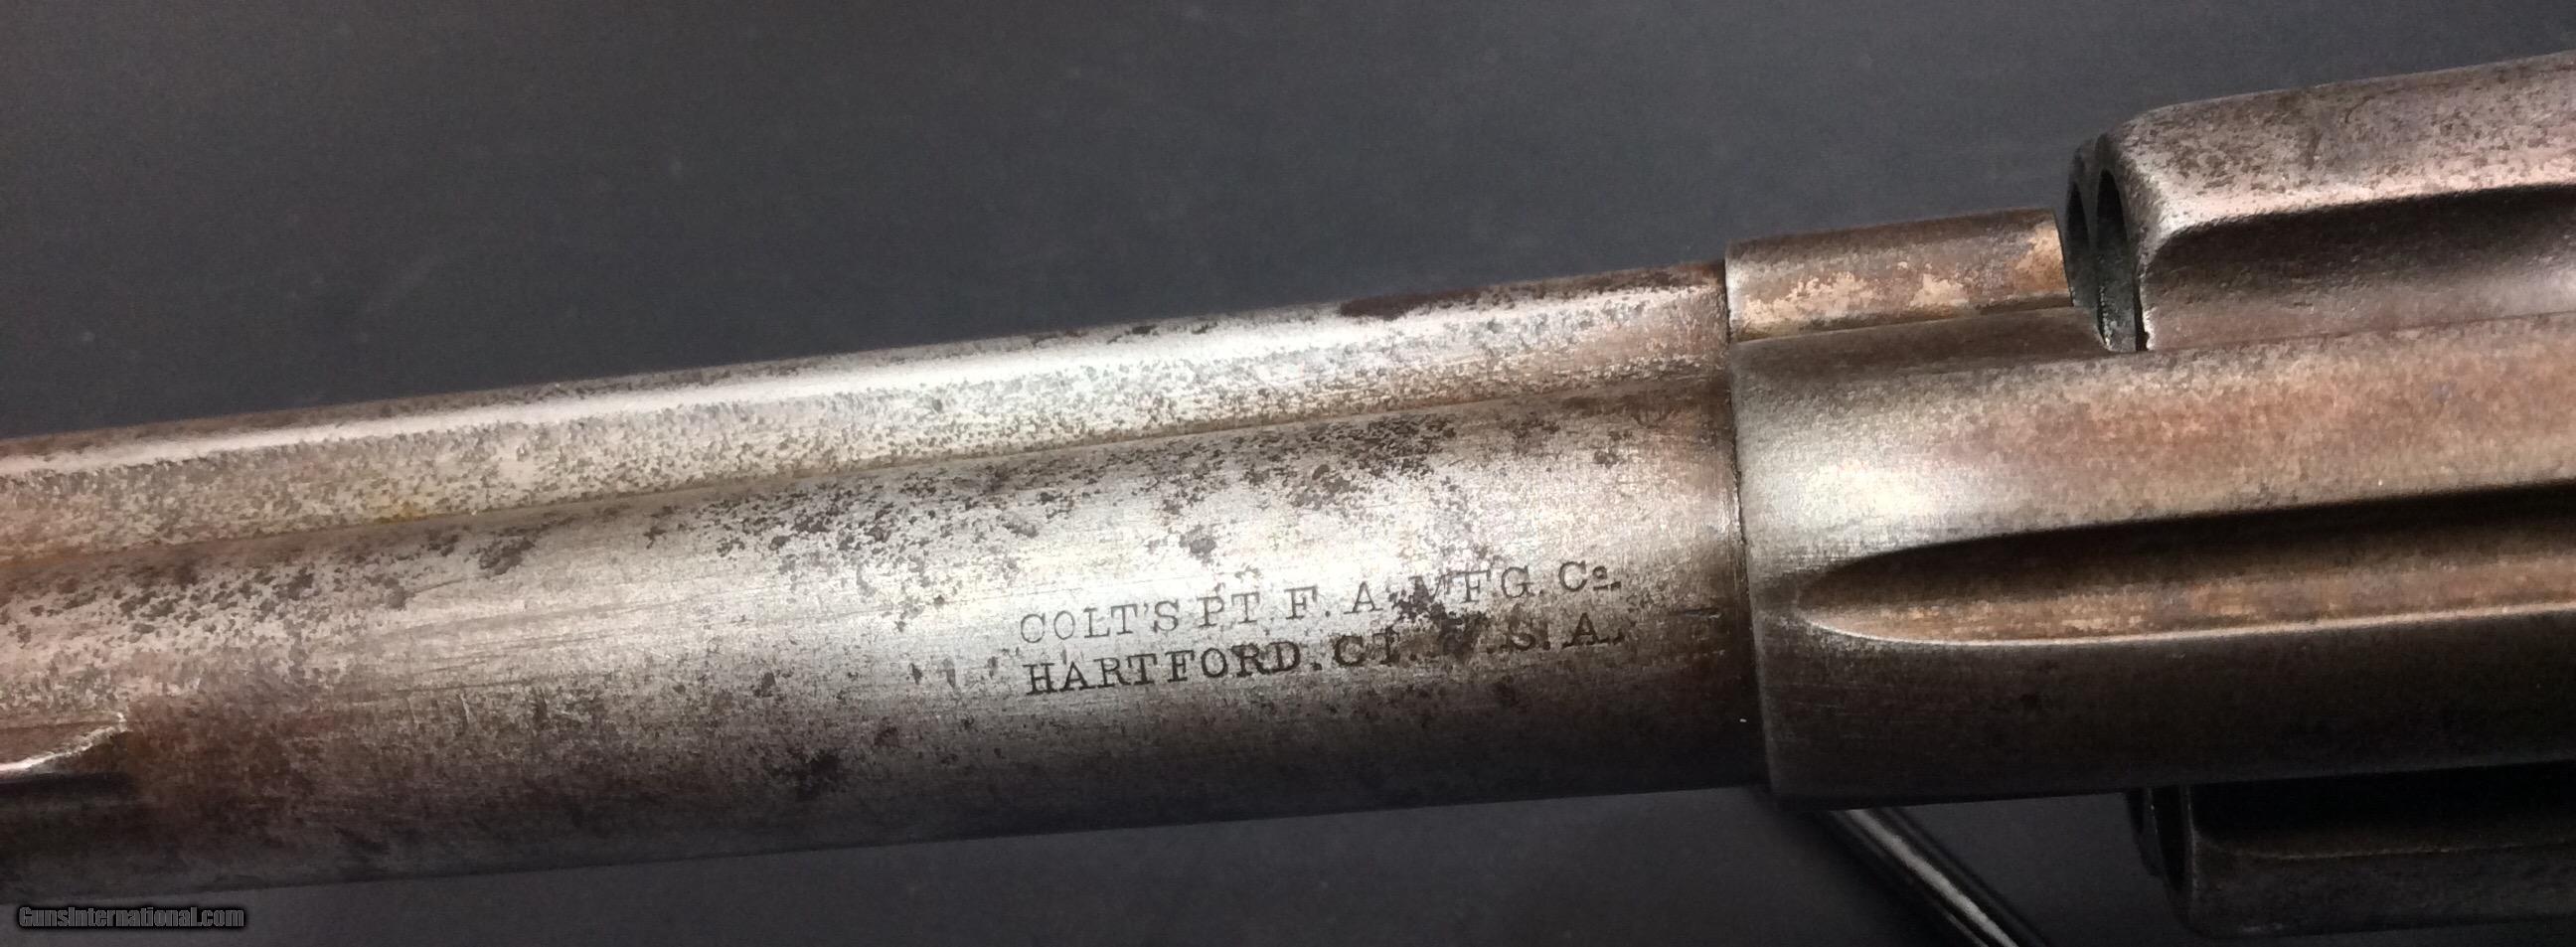 COLT'S PT. F. A. MFG. Co.
HARTFORD. CT. U.S.A.
GunsInternational.com